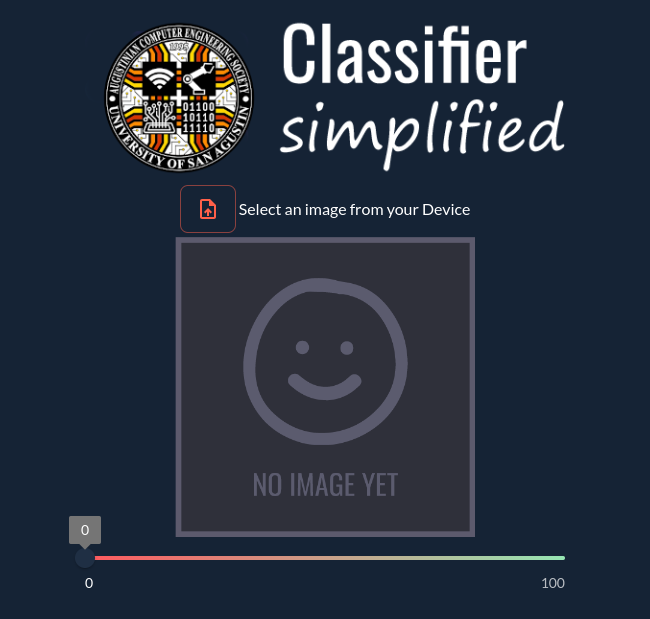 AUGUSTINIAN COMPUTER ENGINEERING SOCIETY
1995
01100
10110
11110
UNIVERSITY OF SAN AGUSTIN
Classifier
simplified
Select an image from your Device
NO IMAGE YET
0
0
100